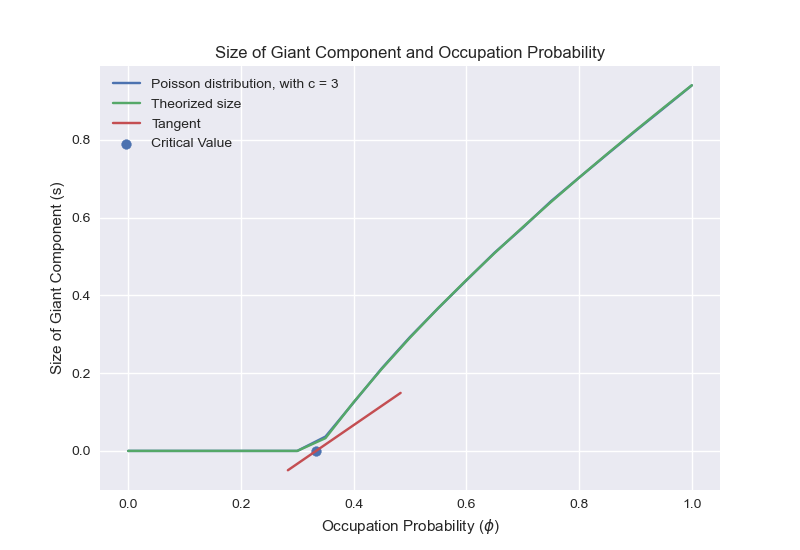 Size of Giant Component and Occupation Probability
Poisson distribution, with c = 3
Theorized size
Tangent
Critical Value
Size of Giant Component (s)
0.8
0.6
0.4
0.2
0.0
0.0 0.2 0.4 0.6 0.8 1.0
Occupation Probability (ϕ)